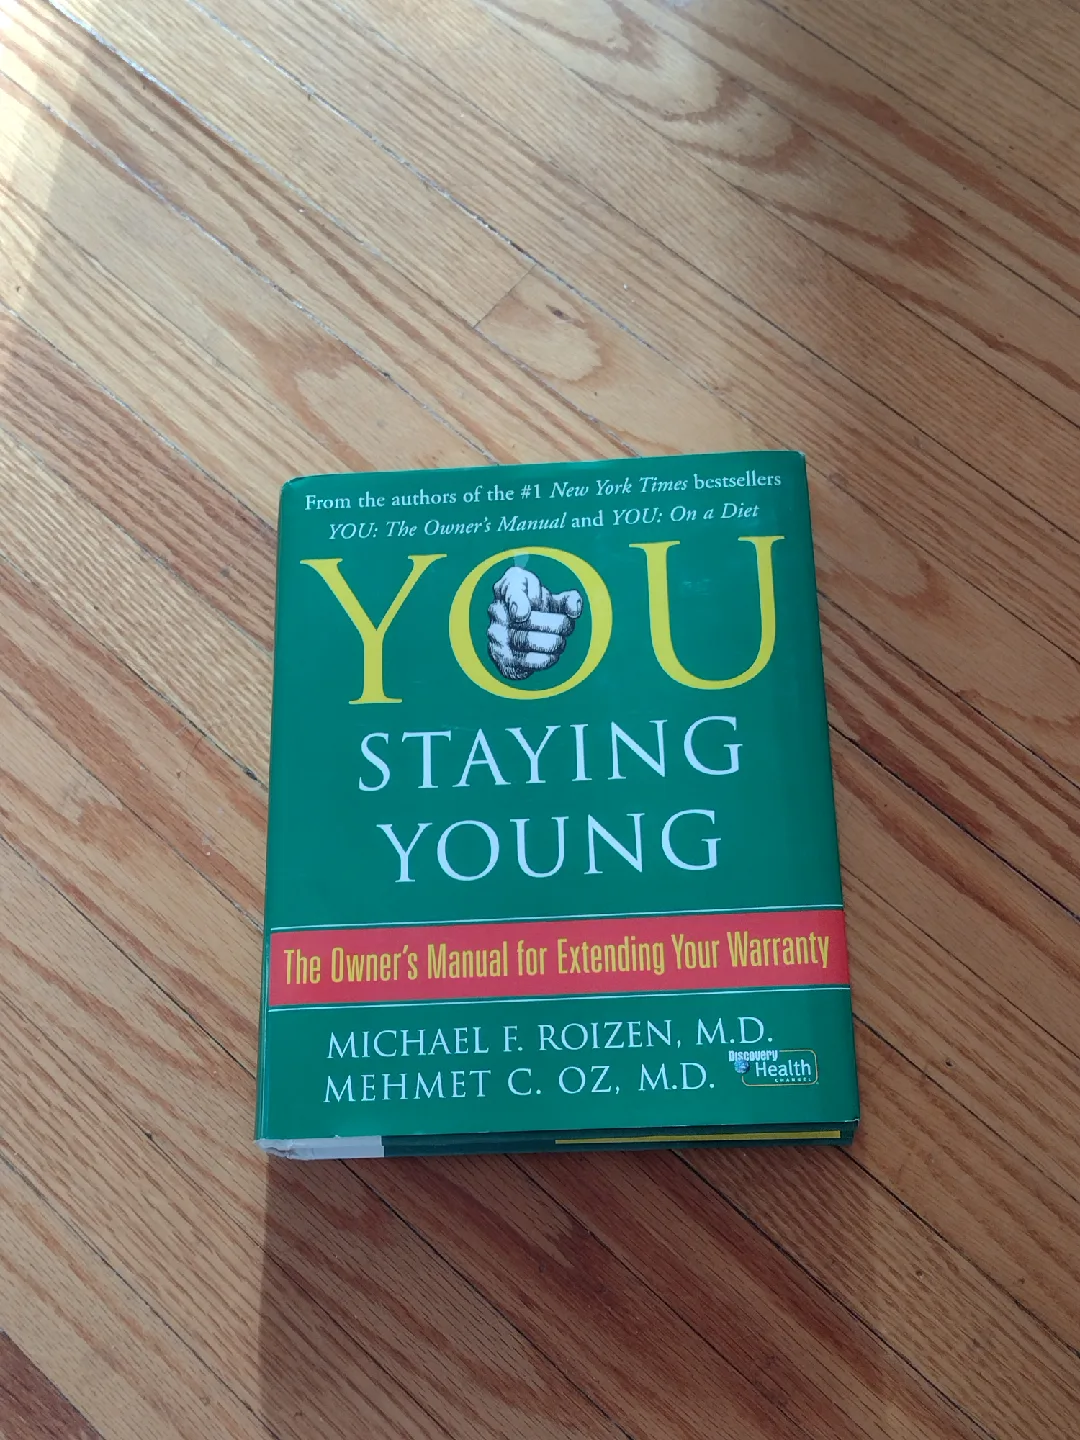 From the authors of the #1 New York Times bestsellers
YOU: The Owner's Manual and YOU: On a Diet
YOU
STAYING
YOUNG
The Owner's Manual for Extending Your Warranty
MICHAEL F. ROIZEN, M.D.
MEHMET C. OZ, M.D.
Discovery
Health
CHANNEL